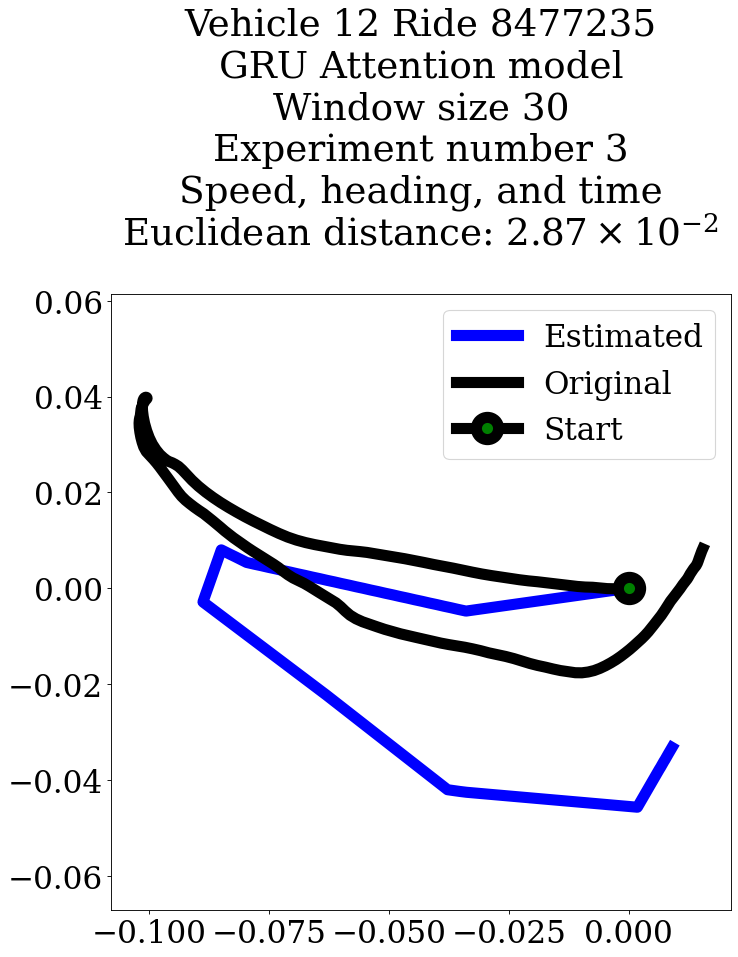 Vehicle 12 Ride 8477235
GRU Attention model
Window size 30
Experiment number 3
Speed, heading, and time
Euclidean distance: 2.87 × 10⁻²
0.06
0.04
0.02
0.00
−0.02
−0.04
−0.06
Estimated
Original
Start
−0.100 −0.075 −0.050 −0.025 0.000